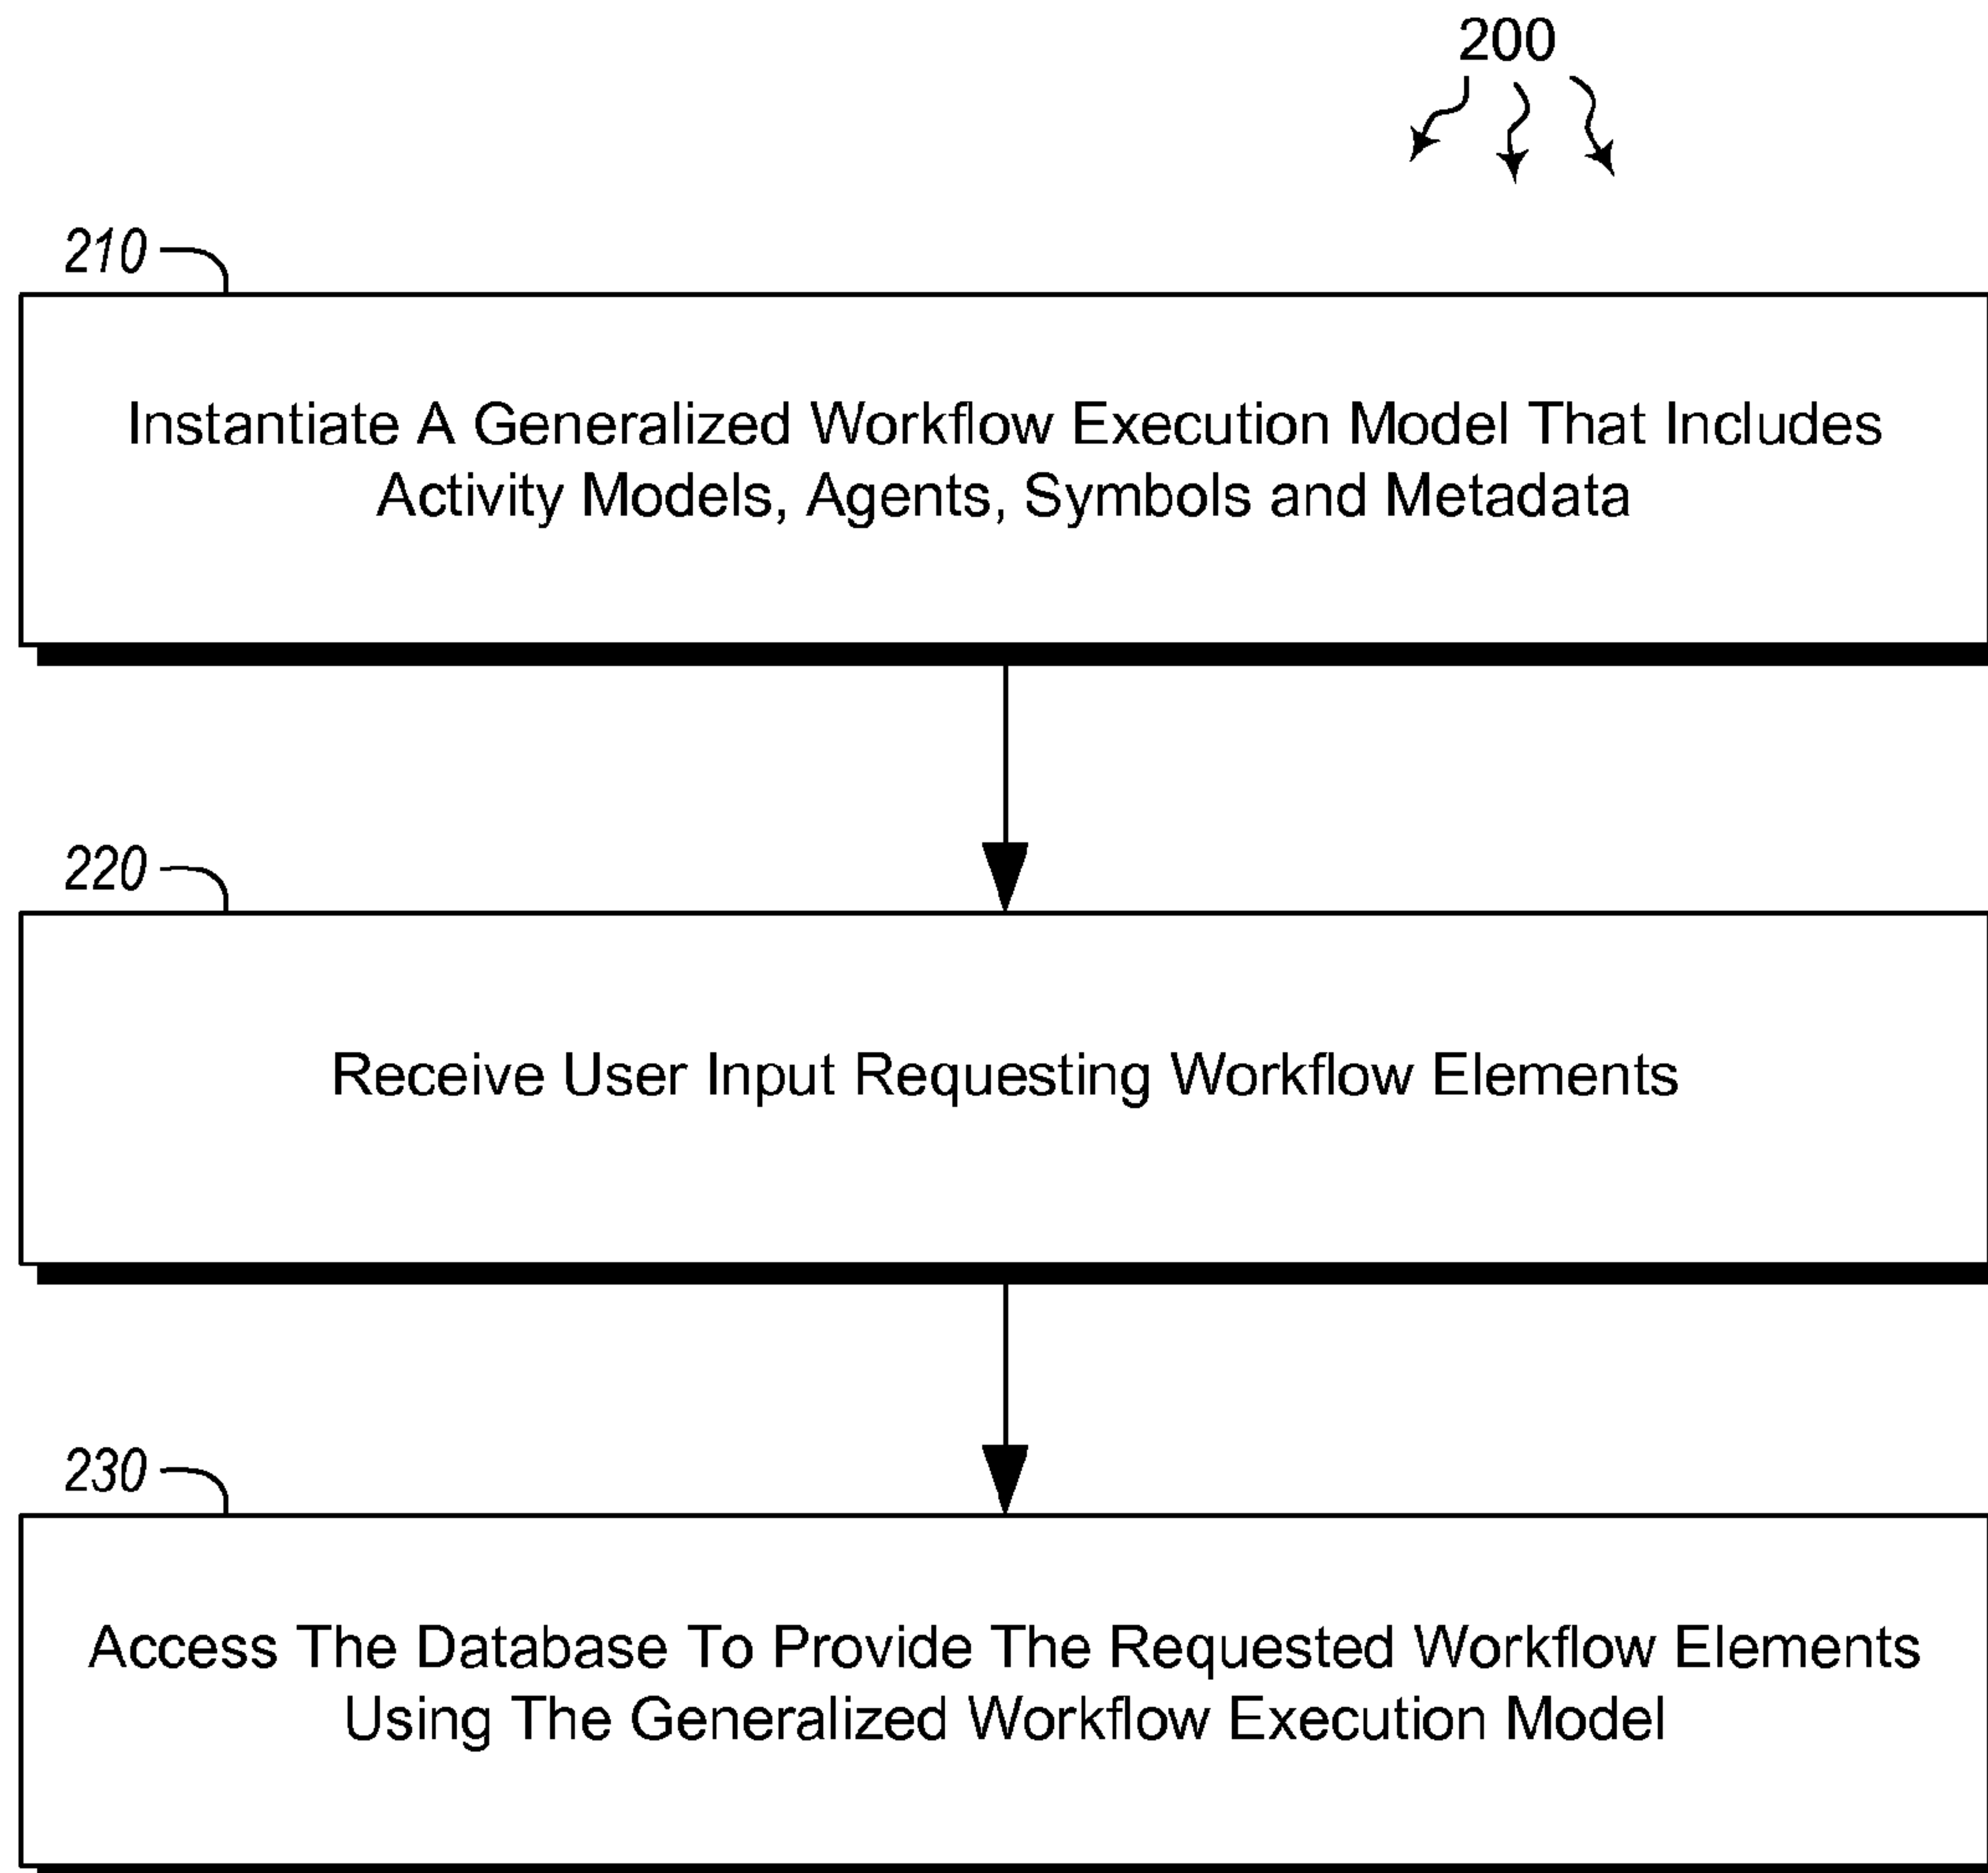 200
210
Instantiate A Generalized Workflow Execution Model That Includes
Activity Models, Agents, Symbols and Metadata
220
Receive User Input Requesting Workflow Elements
230
Access The Database To Provide The Requested Workflow Elements
Using The Generalized Workflow Execution Model